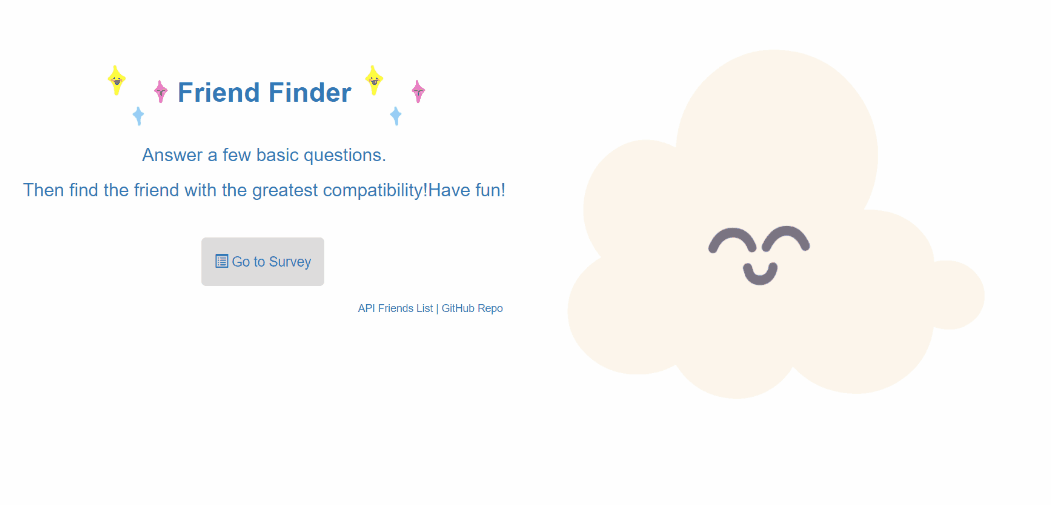 Friend Finder
Answer a few basic questions.
Then find the friend with the greatest compatibility!Have fun!
Go to Survey
API Friends List | GitHub Repo